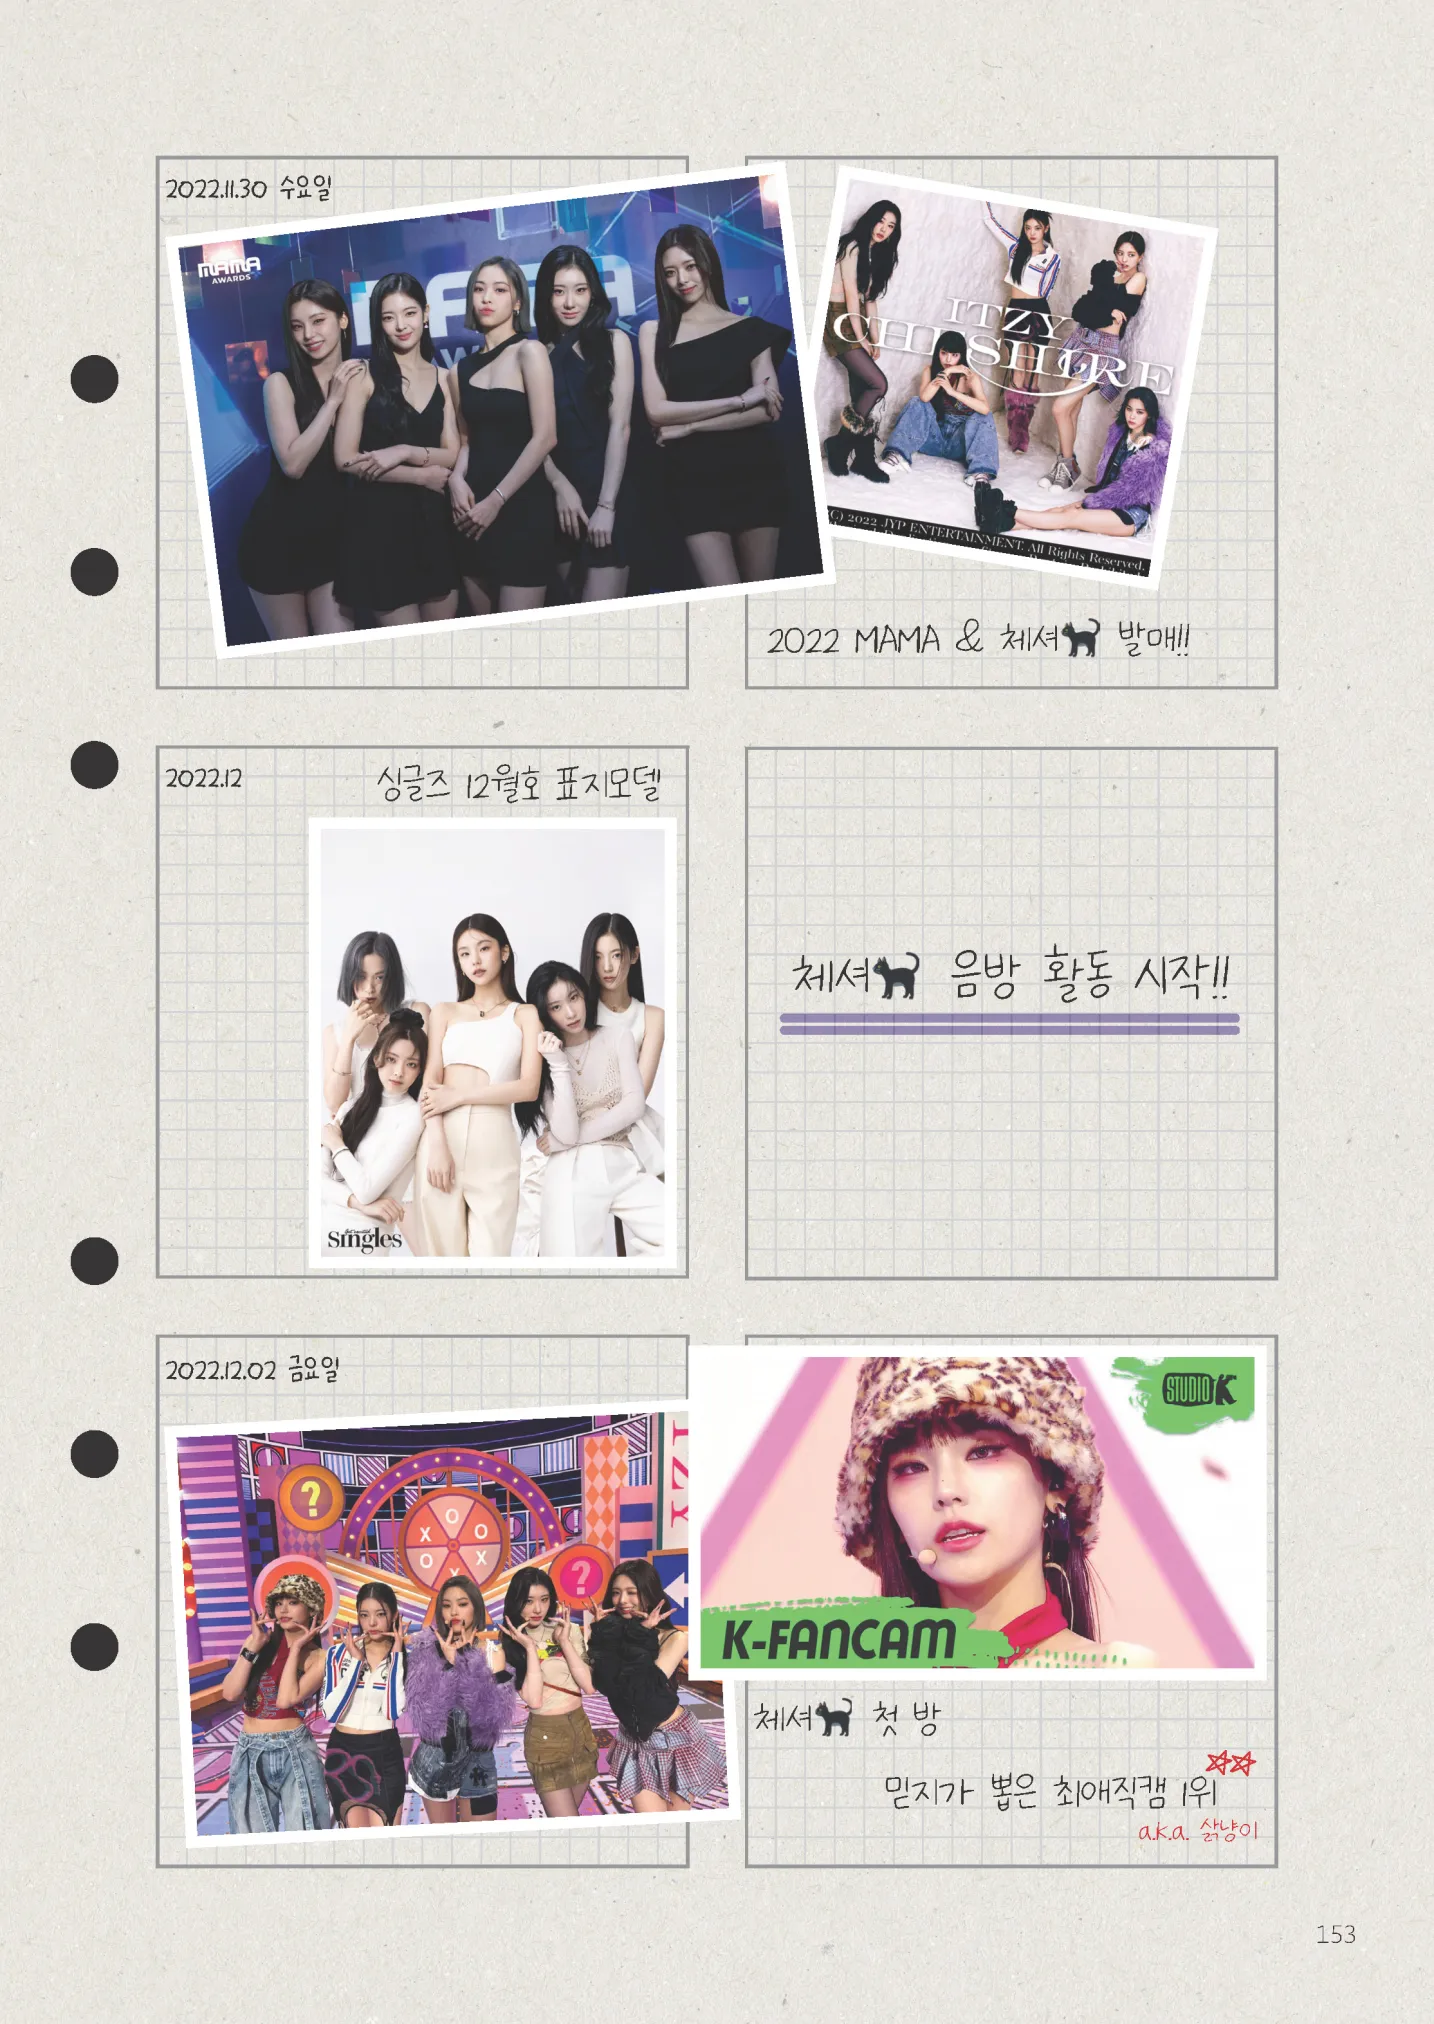 2022.11.30 수요일
MAMA
AWARDS
MAMA
ITZY
CHESHIRE
(C) 2022 JYP ENTERTAINMENT. All Rights Reserved.
2022 MAMA & 체셔🐈‍⬛ 발매!!
2022.12
싱글즈 12월호 표지모델
Singles
체셔🐈‍⬛ 음방 활동 시작!!
2022.12.02 금요일
?
O
X O
O X
X
?
STUDIO K
K-FANCAM
체셔🐈‍⬛ 첫 방
믿지가 뽑은 최애직캠 1위
a.k.a. 삵냥이
153